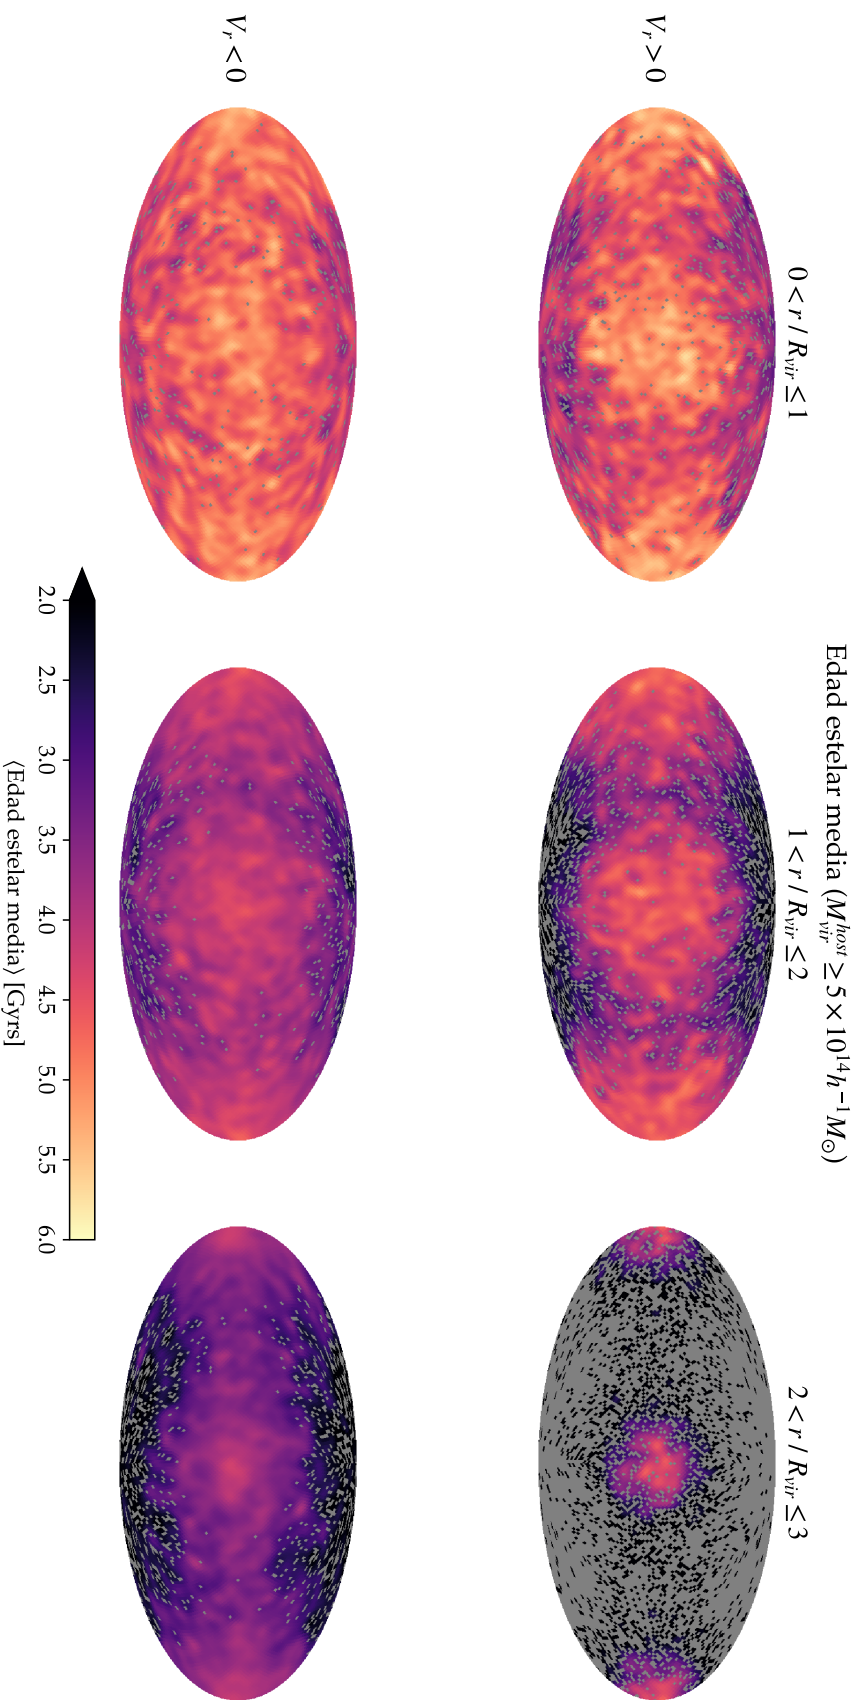 Edad estelar media (M_vir^host ≥ 5 × 10^14 h^−1 M_⊙)
0 < r / R_vir ≤ 1
1 < r / R_vir ≤ 2
2 < r / R_vir ≤ 3
V_r > 0
V_r < 0
2.0 2.5 3.0 3.5 4.0 4.5 5.0 5.5 6.0
⟨Edad estelar media⟩ [Gyrs]